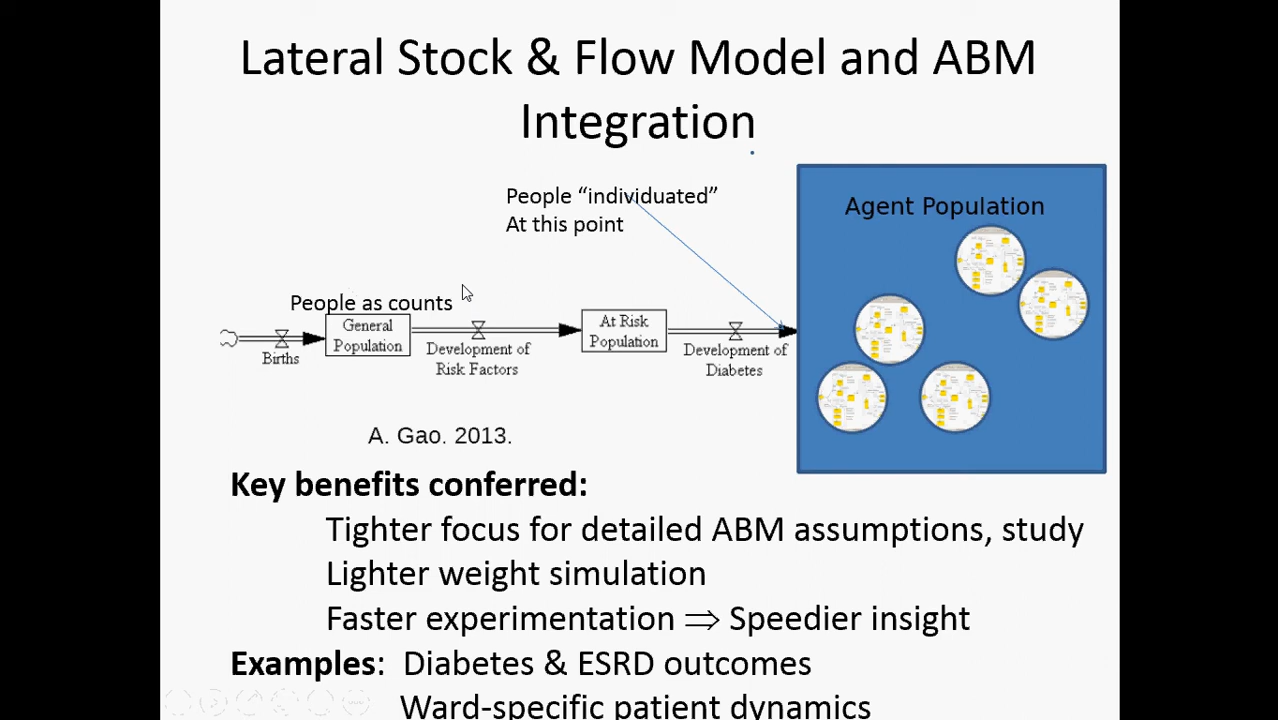 Lateral Stock & Flow Model and ABM
Integration
People “individuated”
At this point
Agent Population
People as counts
General
Population
At Risk
Population
Births
Development of
Risk Factors
Development of
Diabetes
A. Gao. 2013.
Key benefits conferred:
Tighter focus for detailed ABM assumptions, study
Lighter weight simulation
Faster experimentation ⇒ Speedier insight
Examples: Diabetes & ESRD outcomes
Ward-specific patient dynamics